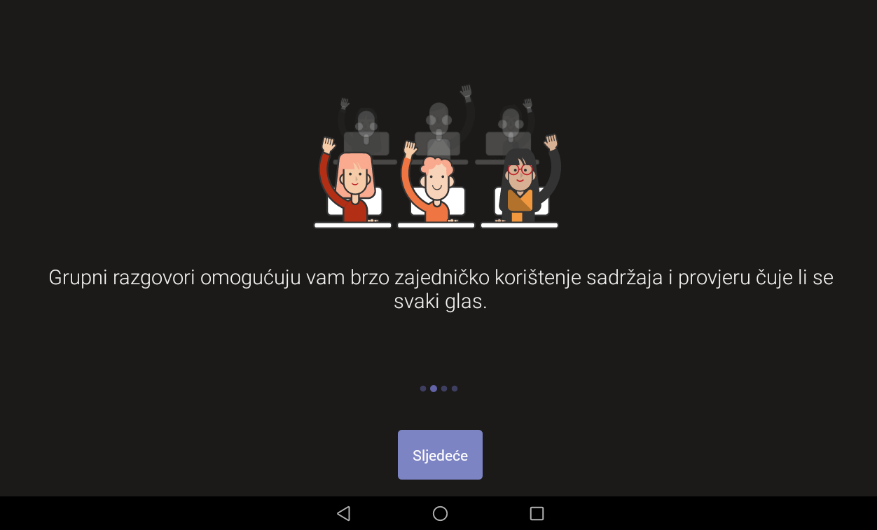 Grupni razgovori omogućuju vam brzo zajedničko korištenje sadržaja i provjeru čuje li se
svaki glas.
Sljedeće